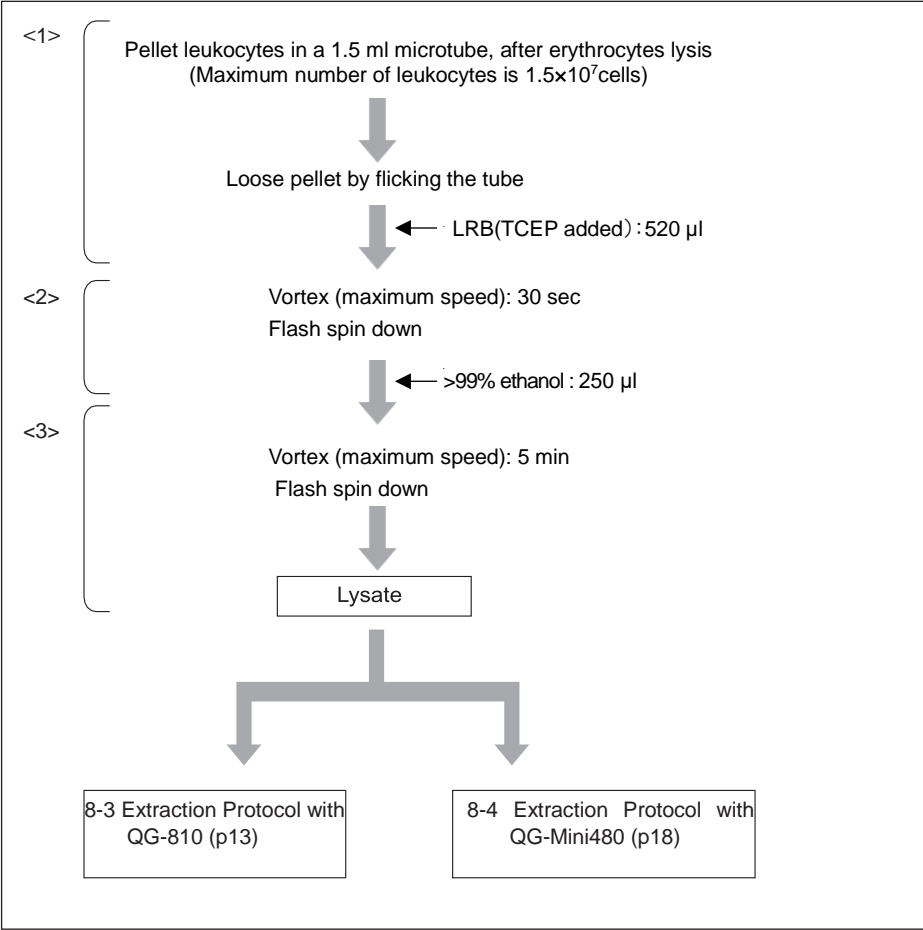 <1>
Pellet leukocytes in a 1.5 ml microtube, after erythrocytes lysis
(Maximum number of leukocytes is 1.5×10⁷cells)
Loose pellet by flicking the tube
LRB(TCEP added）：520 µl
<2>
Vortex (maximum speed): 30 sec
Flash spin down
>99% ethanol : 250 µl
<3>
Vortex (maximum speed): 5 min
Flash spin down
Lysate
8-3 Extraction Protocol with
QG-810 (p13)
8-4 Extraction Protocol with
QG-Mini480 (p18)